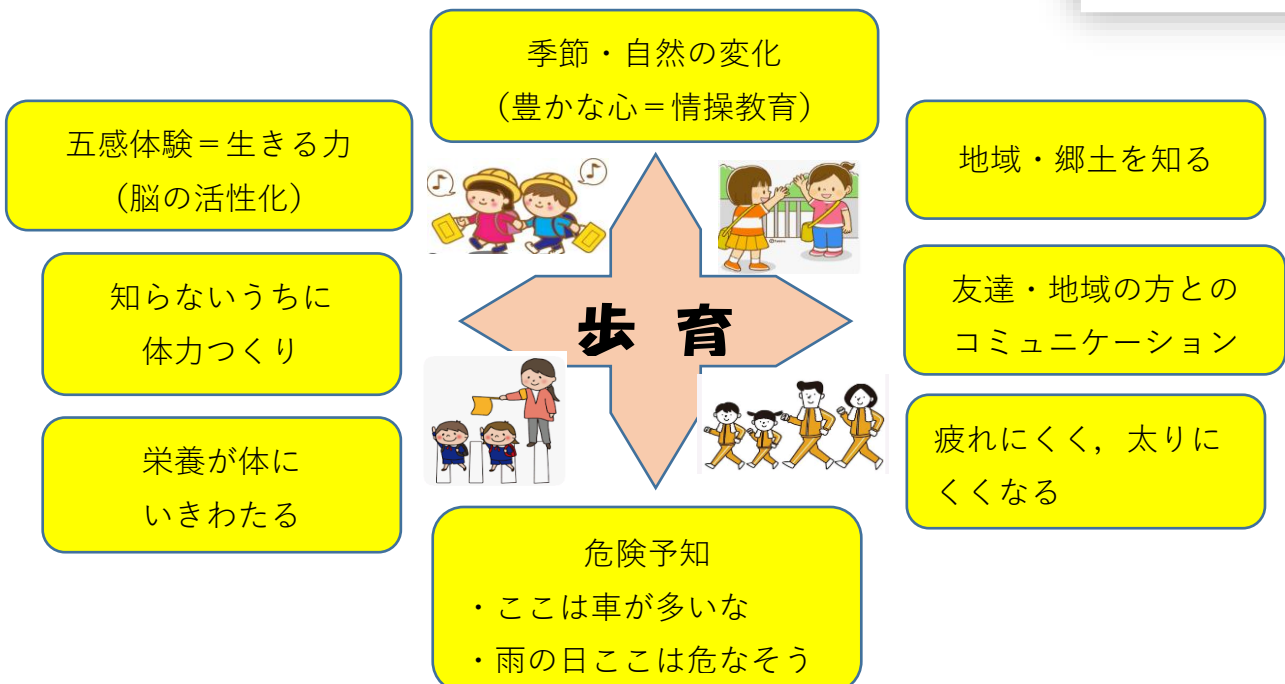 季節・自然の変化
(豊かな心＝情操教育)
五感体験＝生きる力
(脳の活性化)
地域・郷土を知る
知らないうちに
体力つくり
歩 育
友達・地域の方との
コミュニケーション
栄養が体に
いきわたる
疲れにくく，太りに
くくなる
危険予知
・ここは車が多いな
・雨の日ここは危なそう